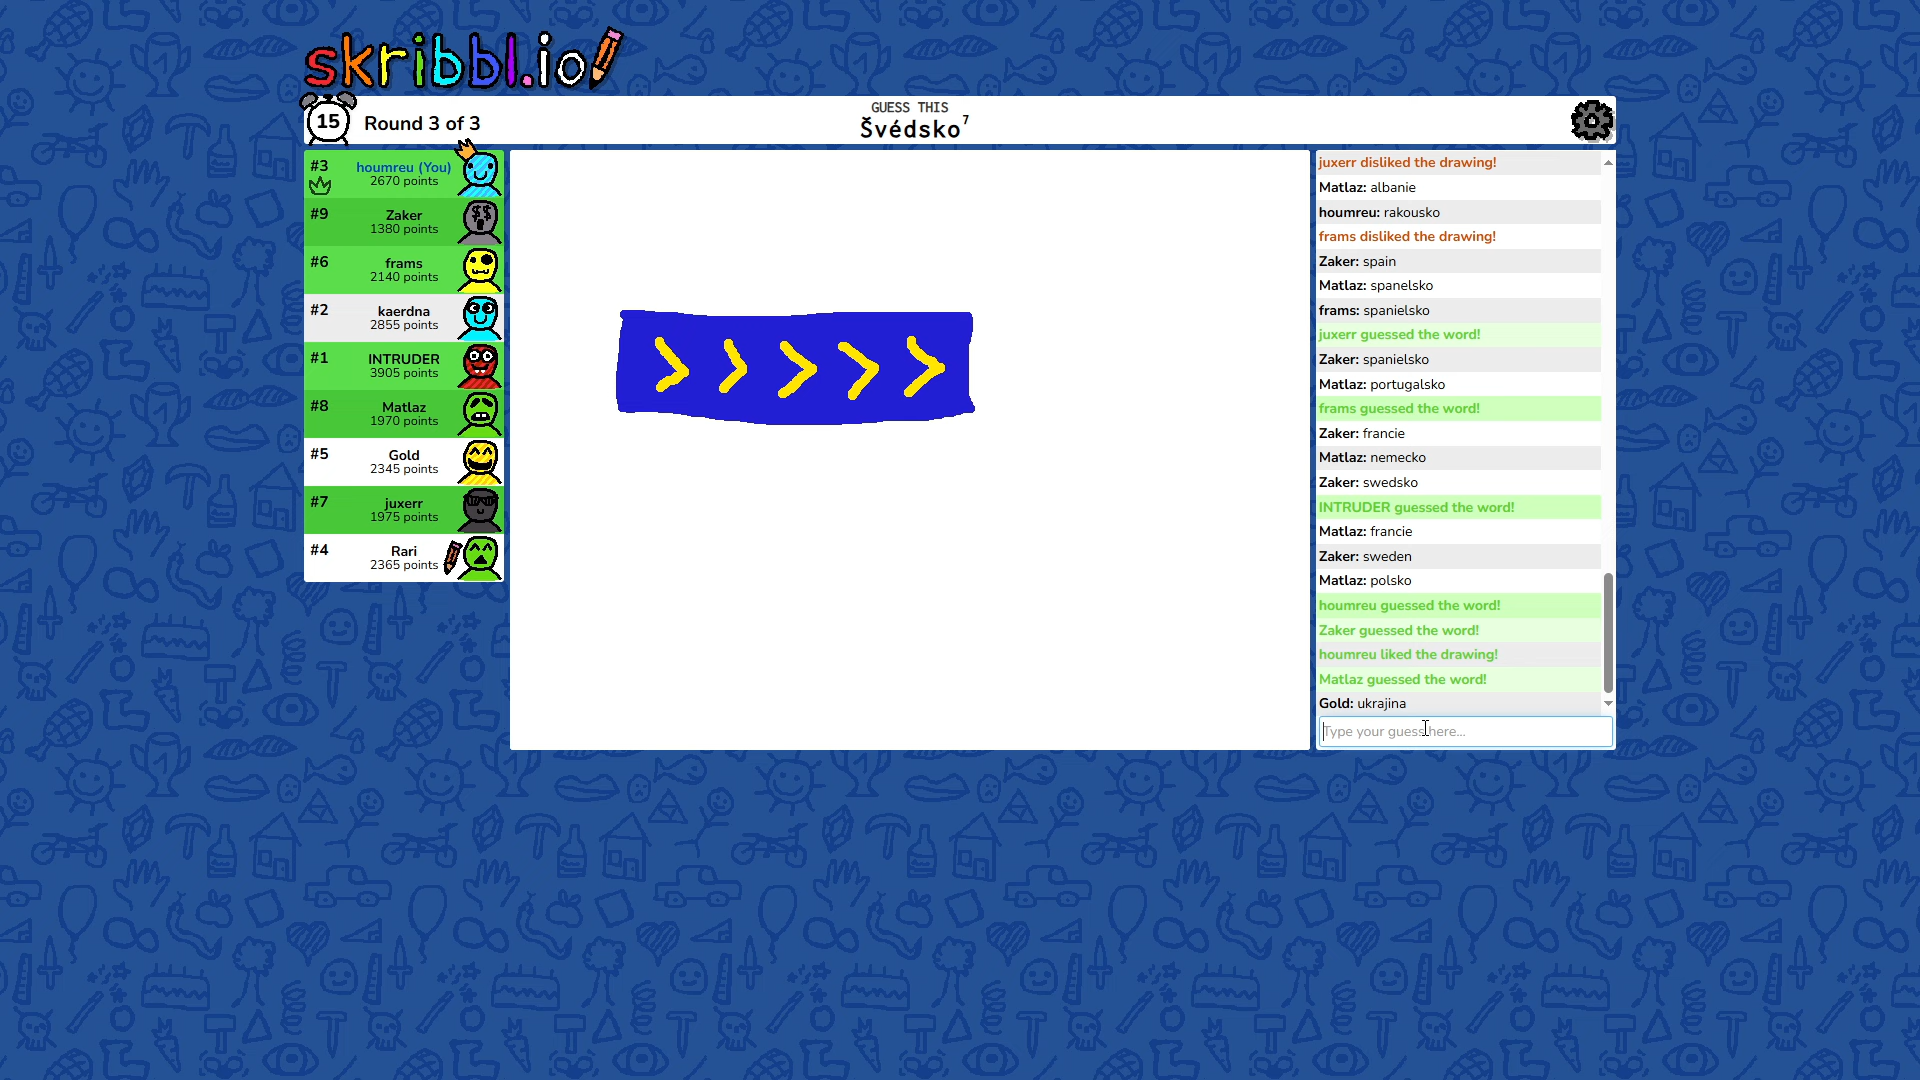 skribbl.io
15
Round 3 of 3
GUESS THIS
Švédsko7
#3
houmreu (You)
2670 points
#9
Zaker
1380 points
#6
frams
2140 points
#2
kaerdna
2855 points
#1
INTRUDER
3905 points
#8
Matlaz
1970 points
#5
Gold
2345 points
#7
juxerr
1975 points
#4
Rari
2365 points
juxerr disliked the drawing!
Matlaz: albanie
houmreu: rakousko
frams disliked the drawing!
Zaker: spain
Matlaz: spanelsko
frams: spanielsko
juxerr guessed the word!
Zaker: spanielsko
Matlaz: portugalsko
frams guessed the word!
Zaker: francie
Matlaz: nemecko
Zaker: swedsko
INTRUDER guessed the word!
Matlaz: francie
Zaker: sweden
Matlaz: polsko
houmreu guessed the word!
Zaker guessed the word!
houmreu liked the drawing!
Matlaz guessed the word!
Gold: ukrajina
Type your guess here...